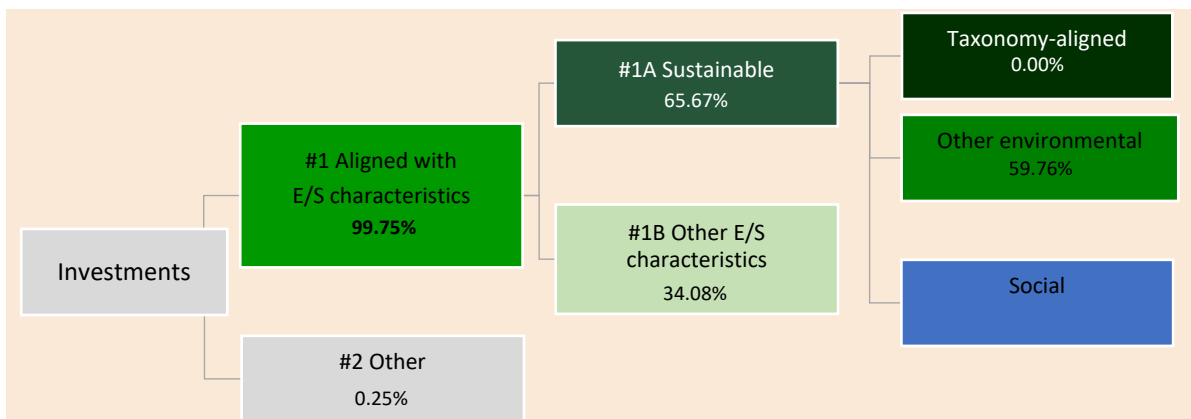 Investments
#1 Aligned with
E/S characteristics
99.75%
#2 Other
0.25%
#1A Sustainable
65.67%
#1B Other E/S
characteristics
34.08%
Taxonomy-aligned
0.00%
Other environmental
59.76%
Social